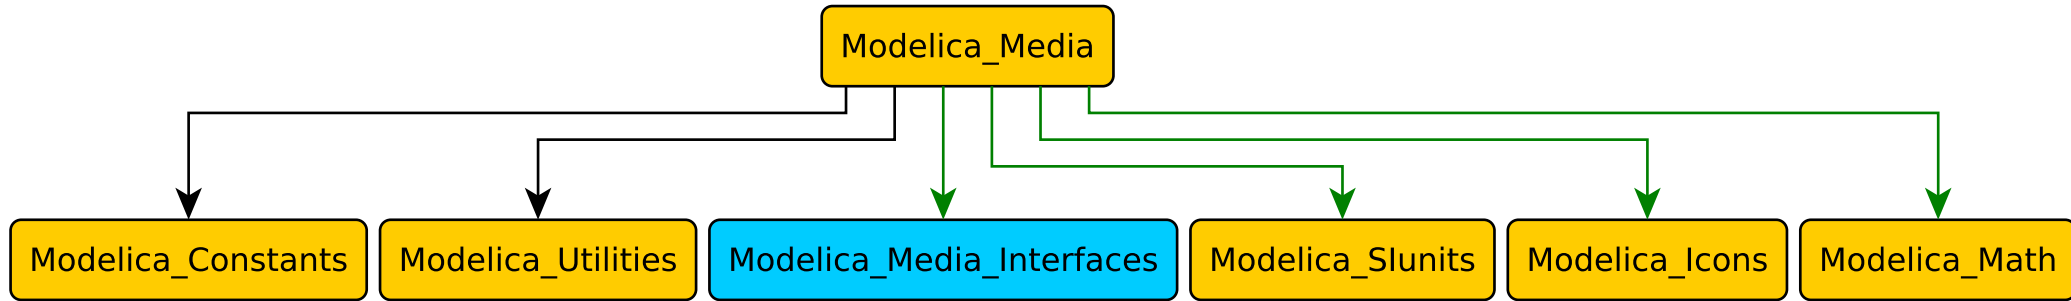 Modelica_Media
Modelica_Constants
Modelica_Utilities
Modelica_Media_Interfaces
Modelica_SIunits
Modelica_Icons
Modelica_Math